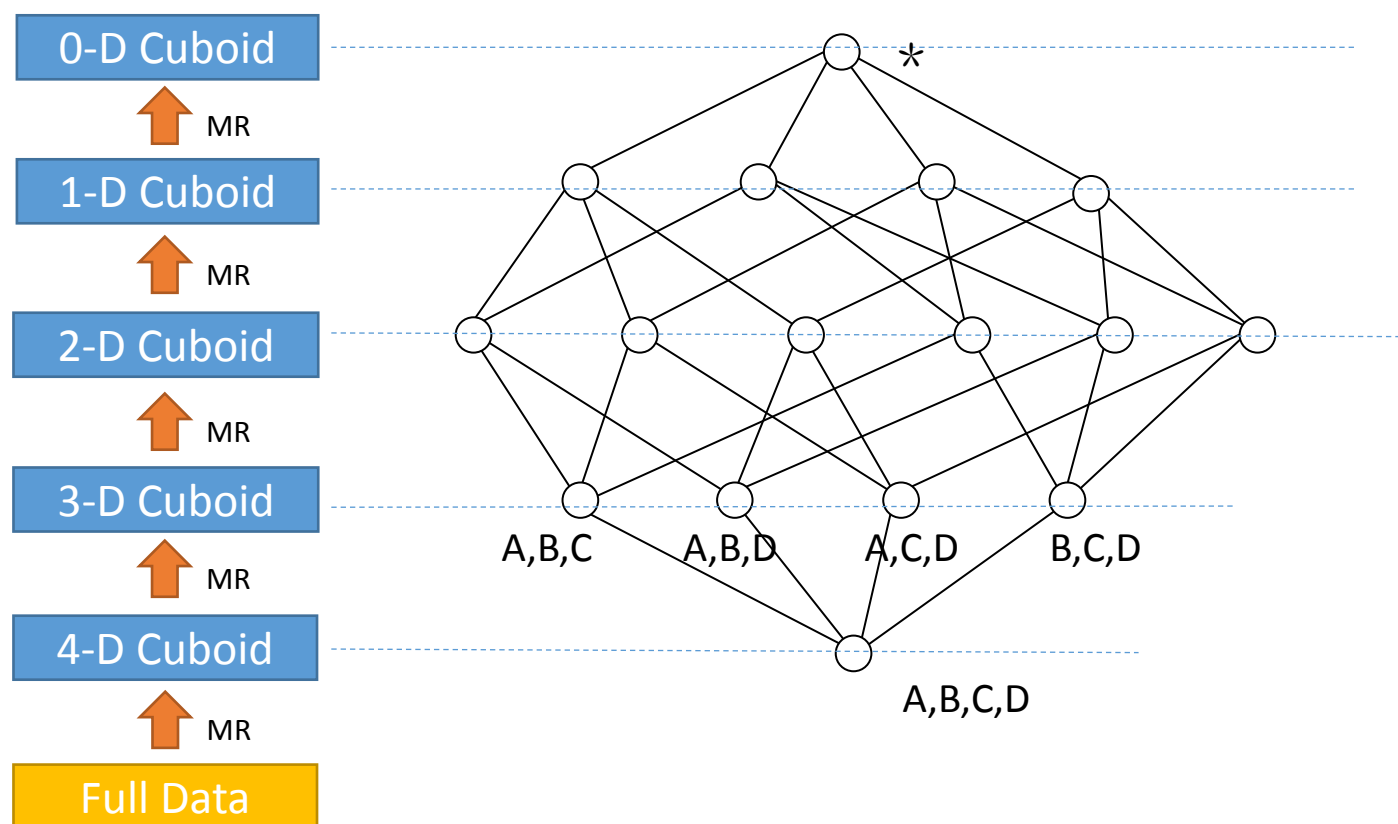 0-D Cuboid
*
MR
1-D Cuboid
MR
2-D Cuboid
MR
3-D Cuboid
A,B,C
A,B,D
A,C,D
B,C,D
MR
4-D Cuboid
A,B,C,D
MR
Full Data